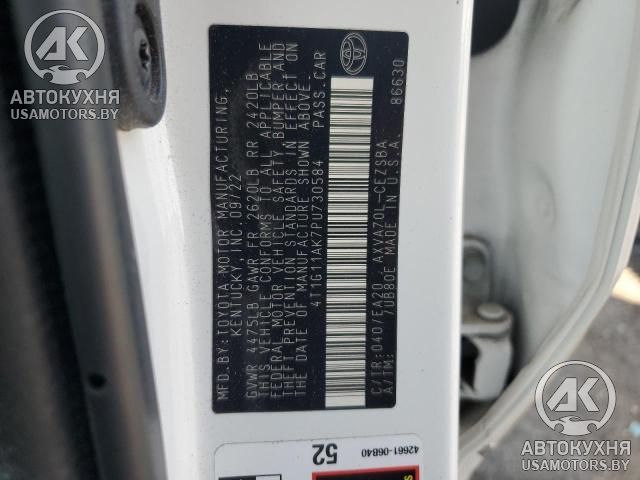 MFD.BY:TOYOTA MOTOR MANUFACTURING,
KENTUCKY, INC. 09/22
GVWR 4475LB GAWR FR 2620LB RR 2420LB
THIS VEHICLE CONFORMS TO ALL APPLICABLE
FEDERAL MOTOR VEHICLE SAFETY, BUMPER, AND
THEFT PREVENTION STANDARDS IN EFFECT ON
THE DATE OF MANUFACTURE SHOWN ABOVE.
4T1G11AK7PU730584 PASS.CAR
C/TR:040/EA20 AXVA70L-CEZSBA
A/TM: 7UB80E MADE IN U.S.A. 86630
42661-06B40
52
AK
АВТОКУХНЯ
USAMOTORS.BY
AK
АВТОКУХНЯ
USAMOTORS.BY